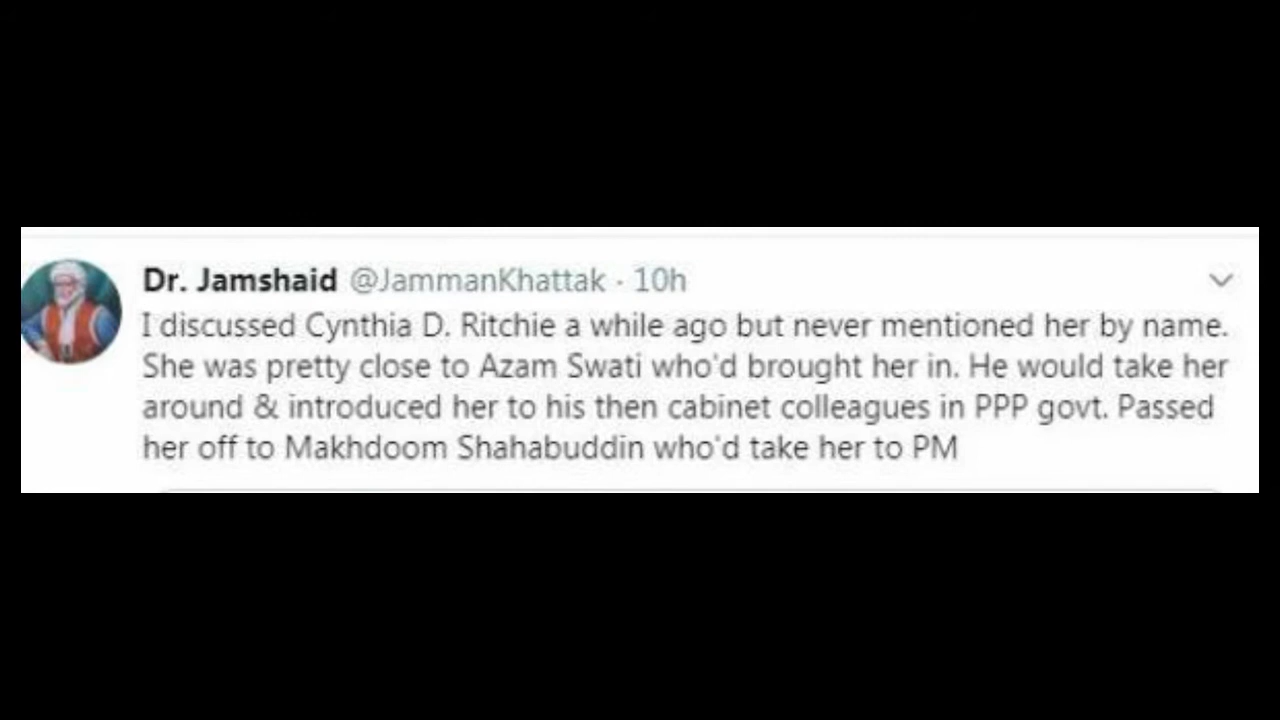 Dr. Jamshaid @JammanKhattak · 10h
I discussed Cynthia D. Ritchie a while ago but never mentioned her by name.
She was pretty close to Azam Swati who'd brought her in. He would take her
around & introduced her to his then cabinet colleagues in PPP govt. Passed
her off to Makhdoom Shahabuddin who'd take her to PM